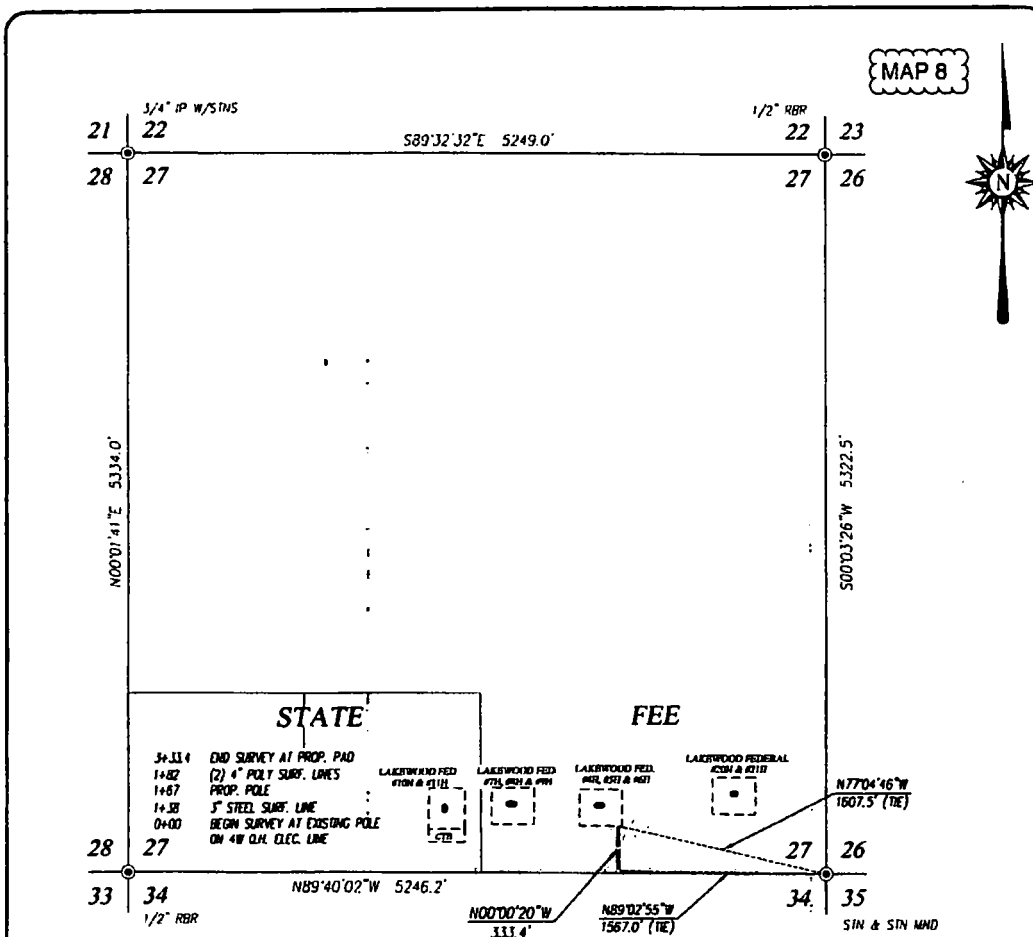 MAP 8
3/4" IP W/STNS
1/2" RBR
21 22
22 23
S89°32'32"E 5249.0'
28 27
27 26
N
N00°01'41"E 5334.0'
S00°03'26"W 5322.5'
STATE
FEE
3+33.4 END SURVEY AT PROP. PAD
1+82 (2) 4" POLY SURF. LINES
1+67 PROP. POLE
1+38 3" STEEL SURF. LINE
0+00 BEGIN SURVEY AT EXISTING POLE
ON 4W O.H. ELEC. LINE
LAKEWOOD FED
#10H & #11H
CTB
LAKEWOOD FED
LAKEWOOD FED.
LAKEWOOD FEDERAL
N77°04'46"W
1607.5' (TIE)
28 27
27 26
33 34
34 35
N89°40'02"W 5246.2'
1/2" RBR
N00°00'20"W
333.4'
N89°02'55"W
1567.0' (TIE)
STN & STN MND